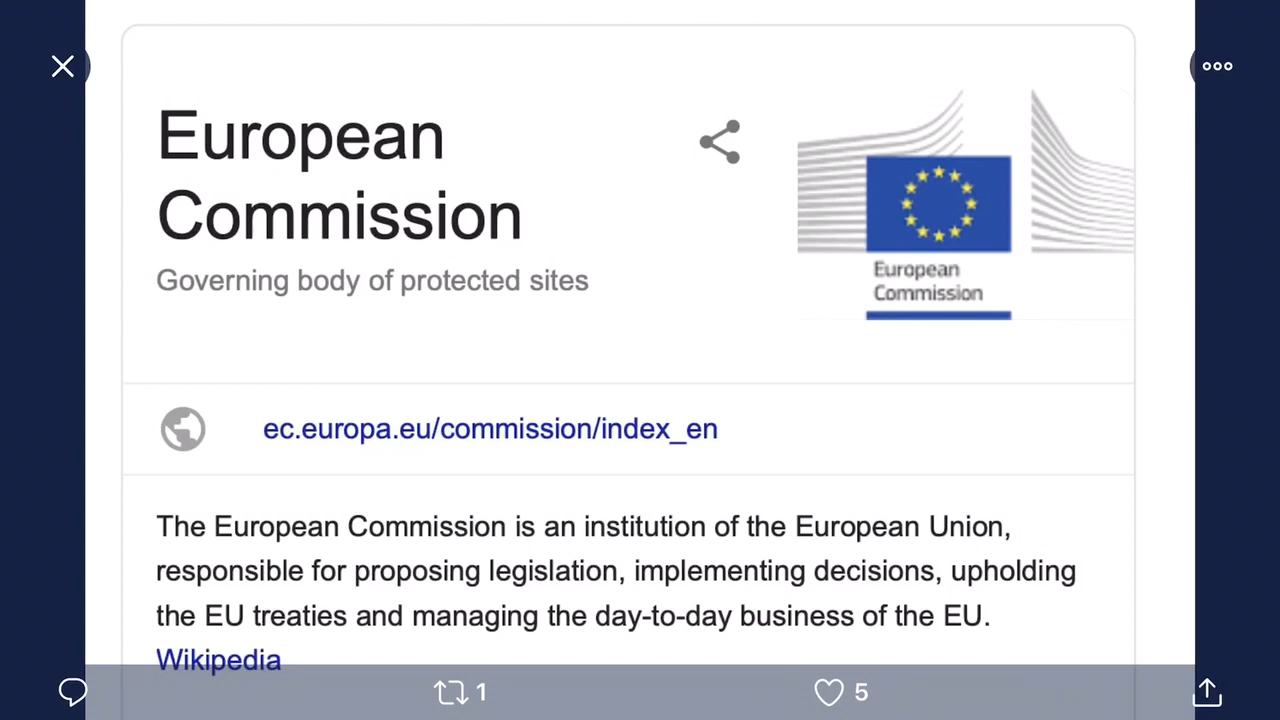 European
Commission
Governing body of protected sites
European
Commission
ec.europa.eu/commission/index_en
The European Commission is an institution of the European Union,
responsible for proposing legislation, implementing decisions, upholding
the EU treaties and managing the day-to-day business of the EU.
Wikipedia
1
5